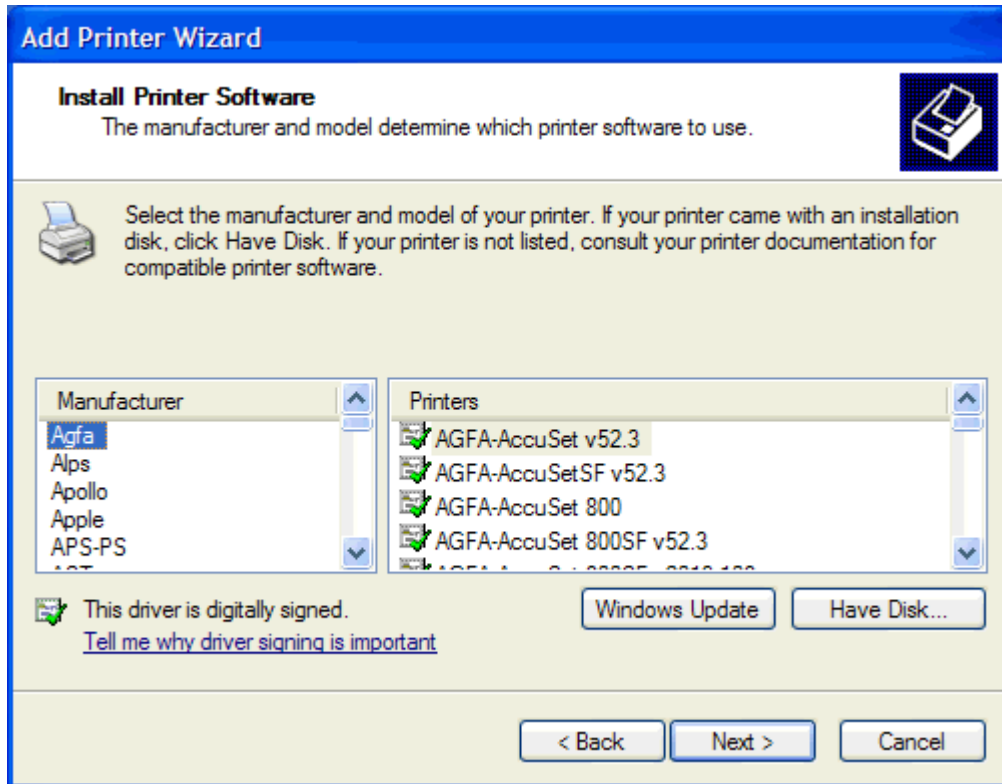 Add Printer Wizard
Install Printer Software
The manufacturer and model determine which printer software to use.
Select the manufacturer and model of your printer. If your printer came with an installation
disk, click Have Disk. If your printer is not listed, consult your printer documentation for
compatible printer software.
Manufacturer
Agfa
Alps
Apollo
Apple
APS-PS
Printers
AGFA-AccuSet v52.3
AGFA-AccuSetSF v52.3
AGFA-AccuSet 800
AGFA-AccuSet 800SF v52.3
This driver is digitally signed.
Tell me why driver signing is important
Windows Update
Have Disk...
< Back
Next >
Cancel